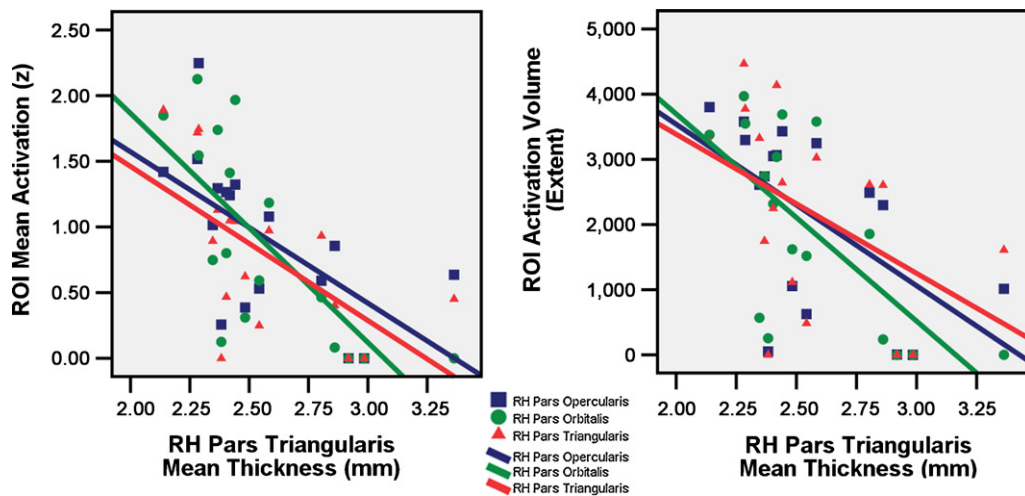 ROI Mean Activation (z)
2.50
2.00
1.50
1.00
0.50
0.00
2.00 2.25 2.50 2.75 3.00 3.25
RH Pars Triangularis
Mean Thickness (mm)
ROI Activation Volume
(Extent)
5,000
4,000
3,000
2,000
1,000
0
2.00 2.25 2.50 2.75 3.00 3.25
RH Pars Triangularis
Mean Thickness (mm)
RH Pars Opercularis
RH Pars Orbitalis
RH Pars Triangularis
RH Pars Opercularis
RH Pars Orbitalis
RH Pars Triangularis